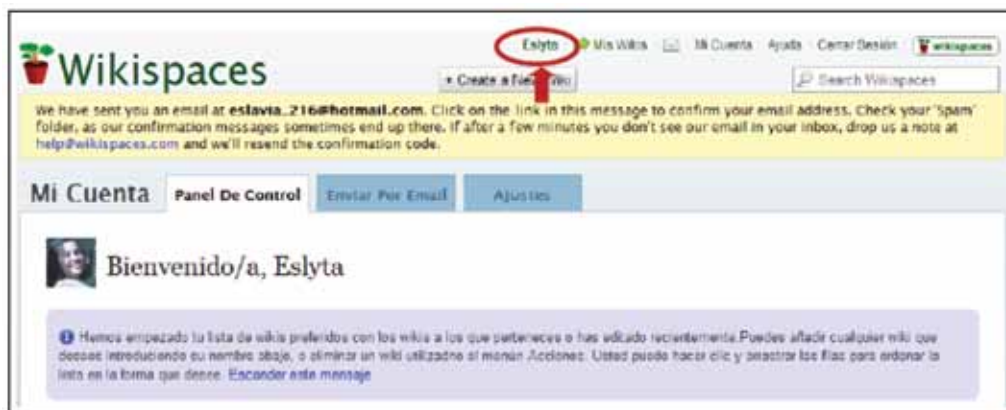 Eslyta Mis Wikis Mi Cuenta Ayuda Cerrar Sesión wikispaces
Wikispaces
+ Create a New Wiki Search Wikispaces
We have sent you an email at eslavia_216@hotmail.com. Click on the link in this message to confirm your email address. Check your "Spam"
folder, as our confirmation messages sometimes end up there. If after a few minutes you don't see our email in your inbox, drop us a note at
help@wikispaces.com and we'll resend the confirmation code.
Mi Cuenta Panel De Control Enviar Por Email Ajustes
Bienvenido/a, Eslyta
Hemos empezado tu lista de wikis preferidos con los wikis a los que perteneces o has editado recientemente.Puedes añadir cualquier wiki que
desees introduciendo su nombre abajo, o eliminar un wiki utilizadno el menún Acciones. Usted puede hacer clic y arrastrar las filas para ordenar la
lista en la forma que desee. Esconder este mensaje